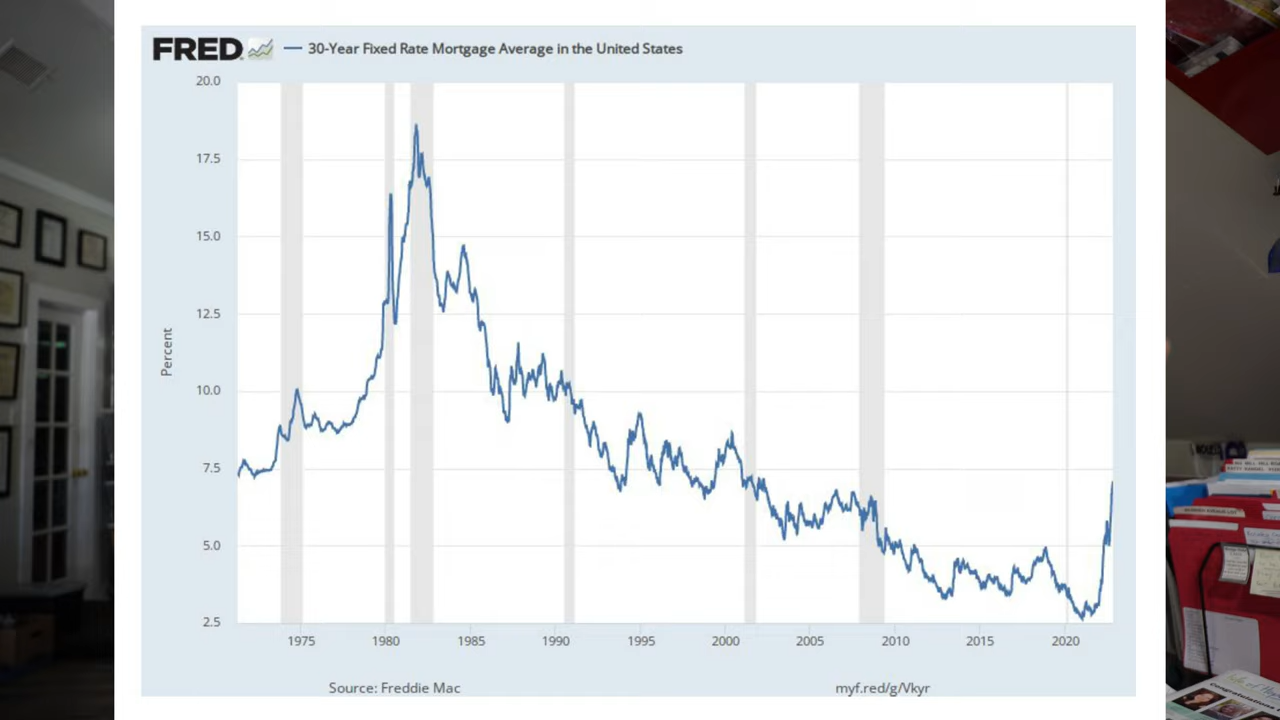 FRED
30-Year Fixed Rate Mortgage Average in the United States
20.0
17.5
15.0
12.5
10.0
7.5
5.0
2.5
Percent
1975 1980 1985 1990 1995 2000 2005 2010 2015 2020
Source: Freddie Mac
myf.red/g/Vkyr